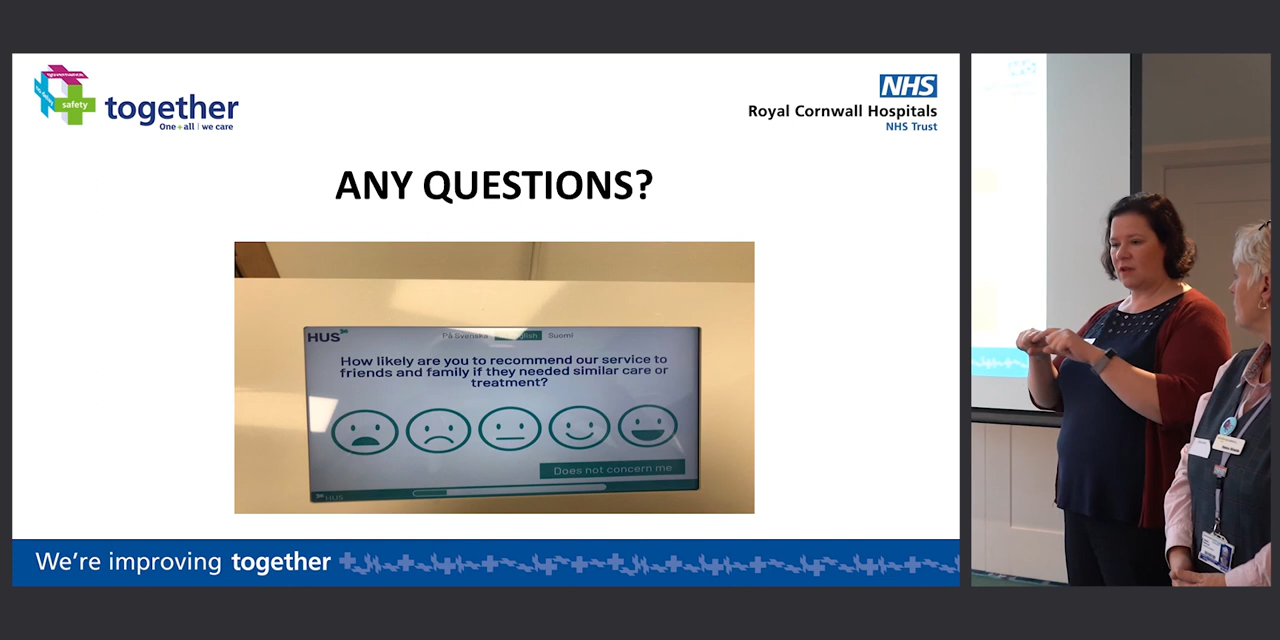 safety
together
One + all | we care
NHS
Royal Cornwall Hospitals
NHS Trust
ANY QUESTIONS?
HUS
På Svenska
Suomi
How likely are you to recommend our service to
friends and family if they needed similar care or
treatment?
Does not concern me
HUS
We're improving together